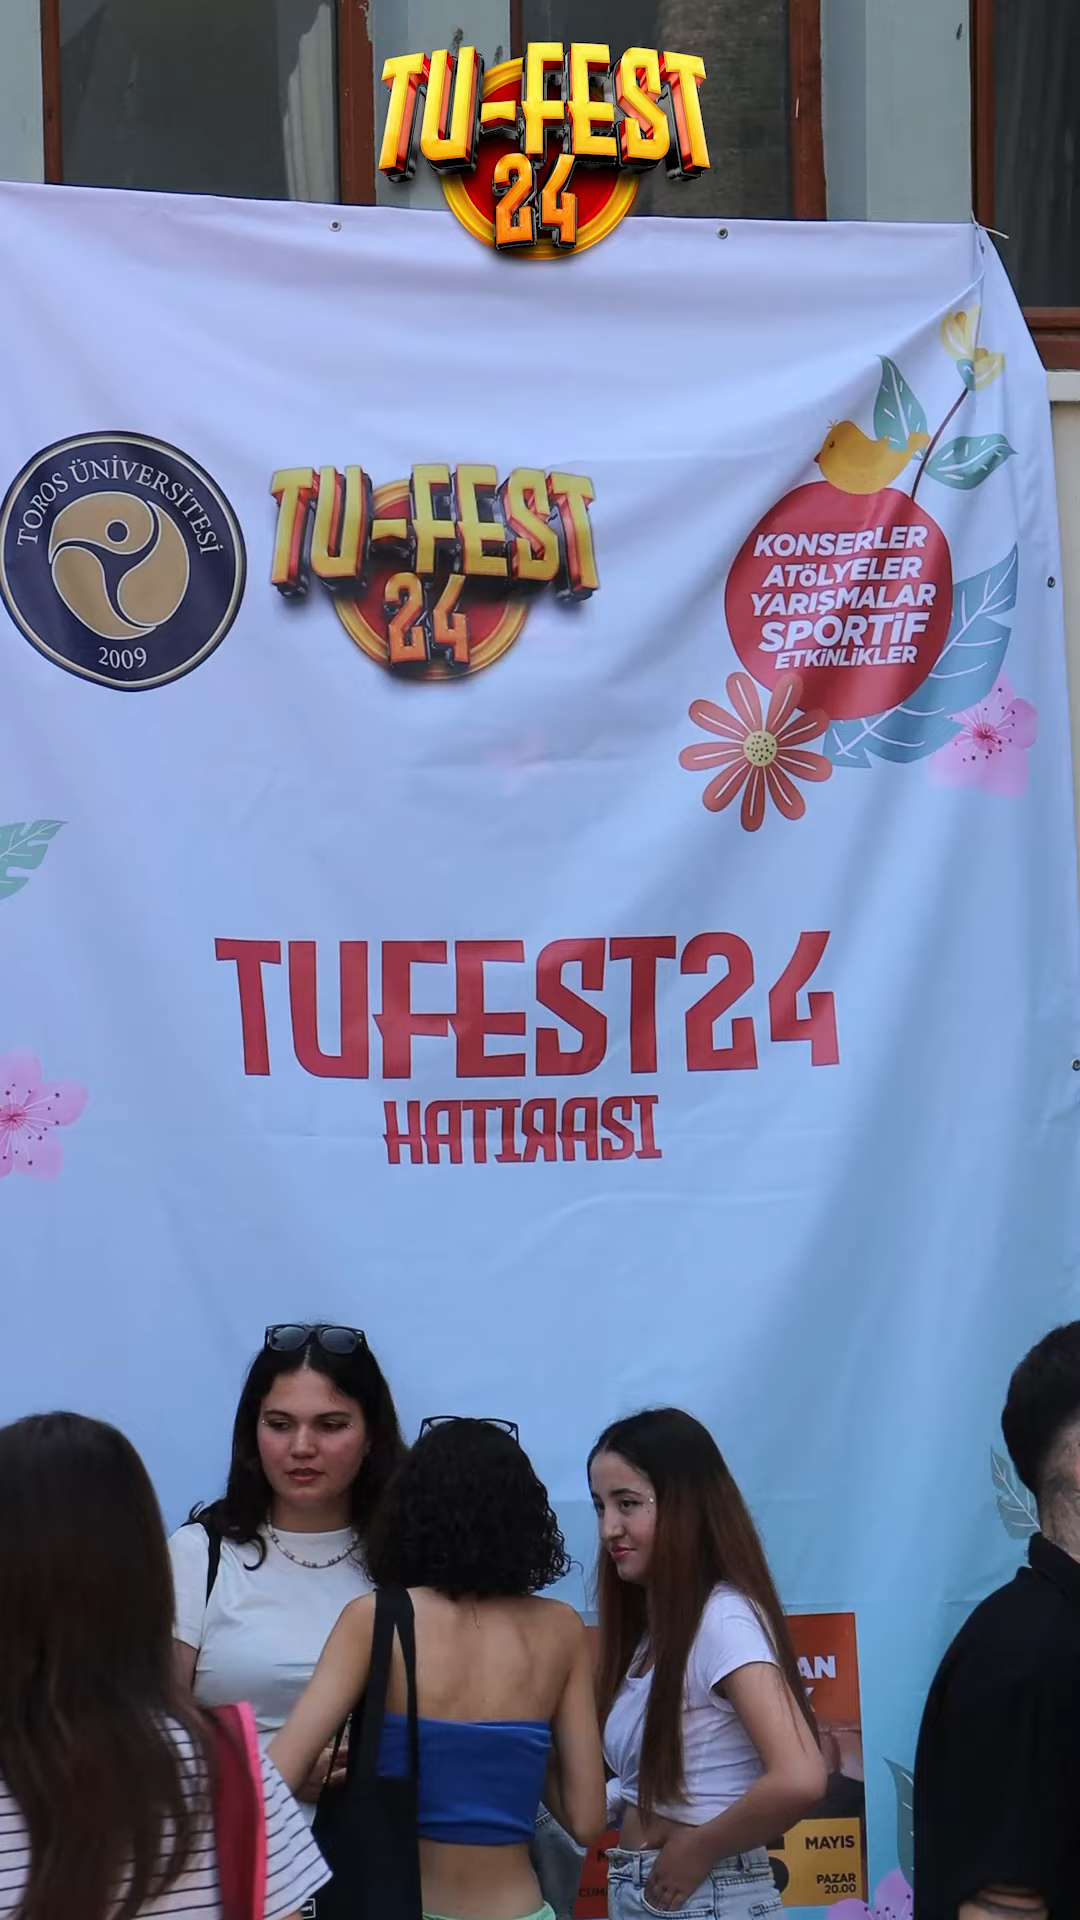 TU-FEST
24
TOROS ÜNİVERSİTESİ
2009
TU-FEST
24
KONSERLER
ATÖLYELER
YARIŞMALAR
SPORTİF
ETKİNLİKLER
TUFEST24
HATIRASI
MAYIS
PAZAR
20.00